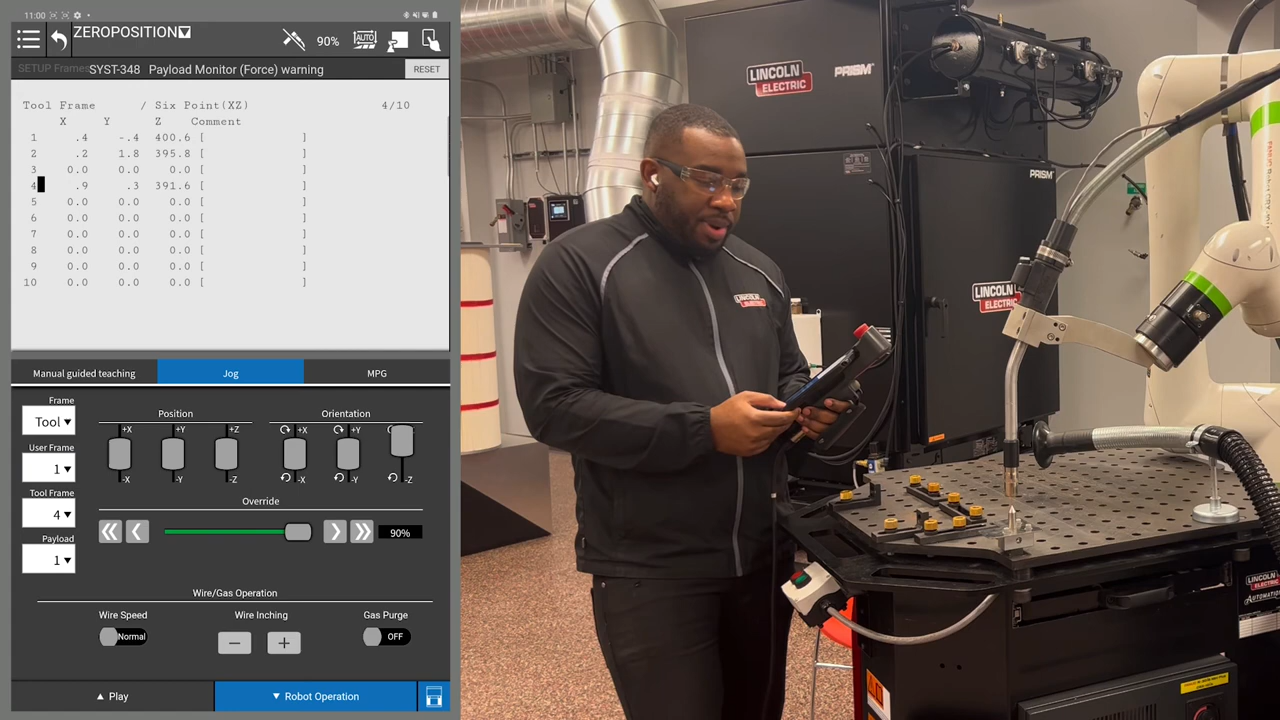 11:00
ZEROPOSITION
90%
AUTO
SETUP Frames
SYST-348 Payload Monitor (Force) warning
RESET
Tool Frame / Six Point(XZ) 4/10
X Y Z Comment
1 .4 -.4 400.6 [ ]
2 .2 1.8 395.8 [ ]
3 0.0 0.0 0.0 [ ]
4 .9 .3 391.6 [ ]
5 0.0 0.0 0.0 [ ]
6 0.0 0.0 0.0 [ ]
7 0.0 0.0 0.0 [ ]
8 0.0 0.0 0.0 [ ]
9 0.0 0.0 0.0 [ ]
10 0.0 0.0 0.0 [ ]
Manual guided teaching Jog MPG
Frame
Tool
User Frame
1
Tool Frame
4
Payload
1
Position Orientation
+X +Y +Z +X +Y
-X -Y -Z -X -Y -Z
Override
90%
Wire/Gas Operation
Wire Speed Wire Inching Gas Purge
Normal − + OFF
▲ Play ▼ Robot Operation
LINCOLN
ELECTRIC
PRISM
PRISM
LINCOLN
ELECTRIC
LINCOLN
ELECTRIC
LINCOLN
ELECTRIC
AUTOMATION